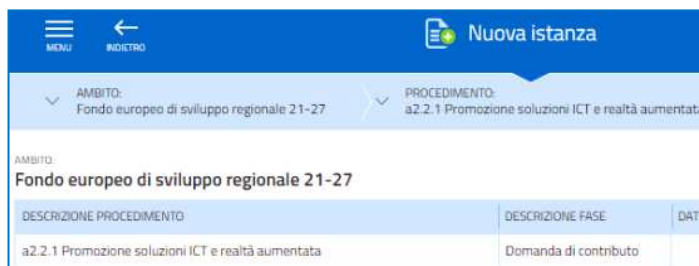 MENU
INDIETRO
Nuova istanza
AMBITO:
Fondo europeo di sviluppo regionale 21-27
PROCEDIMENTO:
a2.2.1 Promozione soluzioni ICT e realtà aumentata
AMBITO:
Fondo europeo di sviluppo regionale 21-27
DESCRIZIONE PROCEDIMENTO DESCRIZIONE FASE DAT
a2.2.1 Promozione soluzioni ICT e realtà aumentata Domanda di contributo